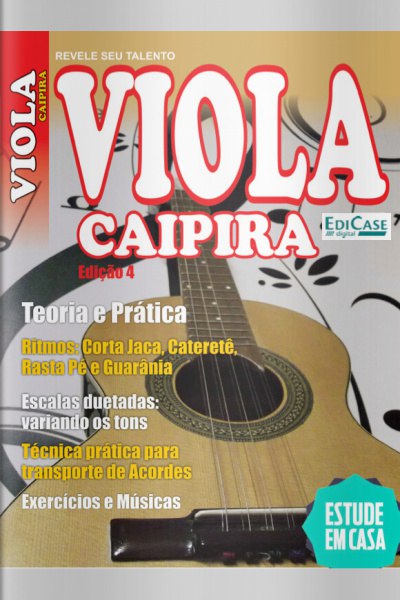 REVELE SEU TALENTO
VIOLA
CAIPIRA
VIOLA
CAIPIRA
EDICASE
digital
Edição 4
Teoria e Prática
Ritmos: Corta Jaca, Cateretê,
Rasta Pé e Guarânia
Escalas duetadas:
variando os tons
Técnica prática para
transporte de Acordes
Exercícios e Músicas
ESTUDE
EM CASA